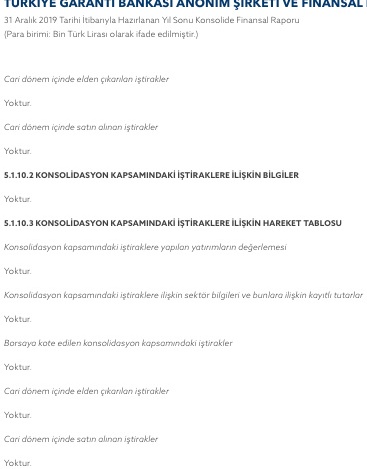 TÜRKİYE GARANTİ BANKASI ANONİM ŞİRKETİ VE FİNANSAL
31 Aralık 2019 Tarihi İtibarıyla Hazırlanan Yıl Sonu Konsolide Finansal Raporu
(Para birimi: Bin Türk Lirası olarak ifade edilmiştir.)
Cari dönem içinde elden çıkarılan iştirakler
Yoktur.
Cari dönem içinde satın alınan iştirakler
Yoktur.
5.1.10.2 KONSOLİDASYON KAPSAMINDAKİ İŞTİRAKLERE İLİŞKİN BİLGİLER
Yoktur.
5.1.10.3 KONSOLİDASYON KAPSAMINDAKİ İŞTİRAKLERE İLİŞKİN HAREKET TABLOSU
Konsolidasyon kapsamındaki iştiraklere yapılan yatırımların değerlemesi
Yoktur.
Konsolidasyon kapsamındaki iştiraklere ilişkin sektör bilgileri ve bunlara ilişkin kayıtlı tutarlar
Yoktur.
Borsaya kote edilen konsolidasyon kapsamındaki iştirakler
Yoktur.
Cari dönem içinde elden çıkarılan iştirakler
Yoktur.
Cari dönem içinde satın alınan iştirakler
Yoktur.